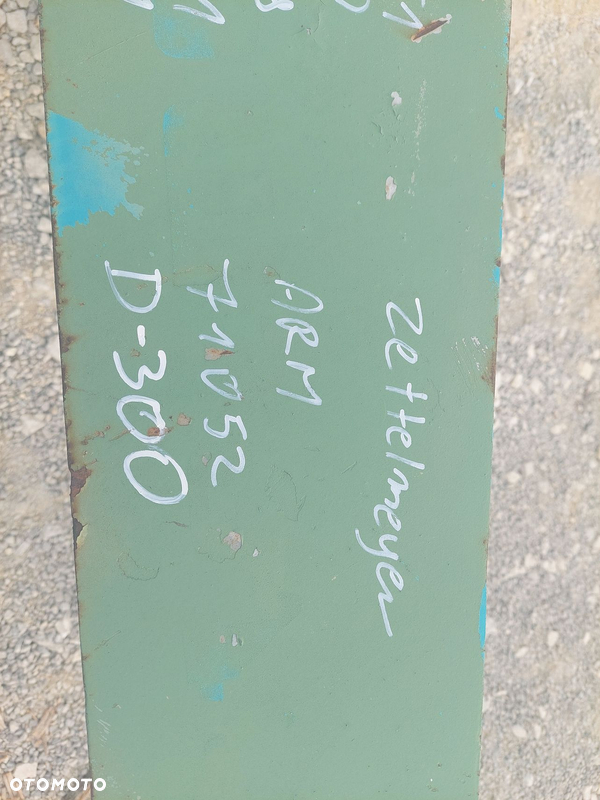 Zettelmeyer
ARM
71052
D-300
OTOMOTO